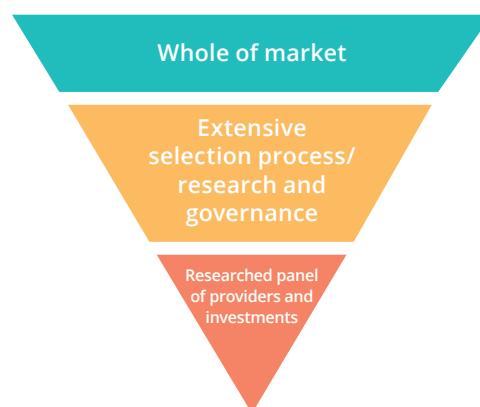 Whole of market
Extensive
selection process/
research and
governance
Researched panel
of providers and
investments